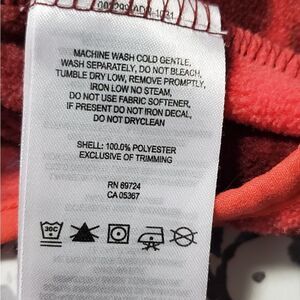 MACHINE WASH COLD GENTLE,
WASH SEPARATELY, DO NOT BLEACH,
TUMBLE DRY LOW, REMOVE PROMPTLY,
IRON LOW NO STEAM,
DO NOT USE FABRIC SOFTENER,
IF PRESENT DO NOT IRON DECAL,
DO NOT DRYCLEAN
SHELL: 100.0% POLYESTER
EXCLUSIVE OF TRIMMING
RN 69724
CA 05367
30C